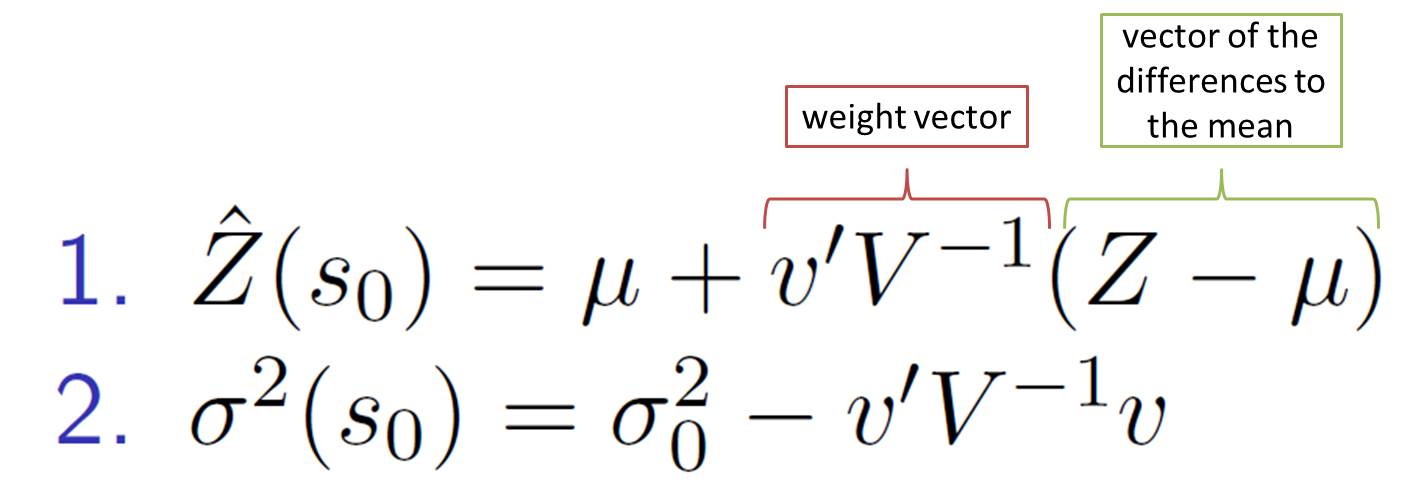 vector of the
differences to
the mean
weight vector
1. Ẑ(s₀) = μ + v′V⁻¹(Z − μ)
2. σ²(s₀) = σ₀² − v′V⁻¹v